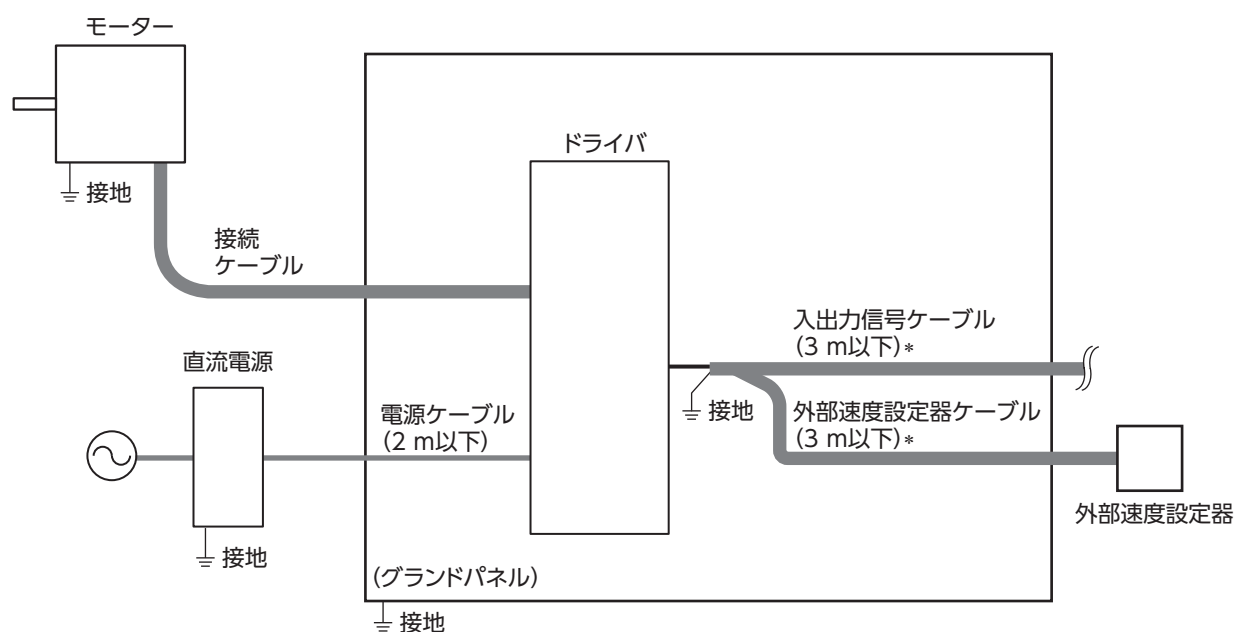 モーター
ドライバ
接地
接続
ケーブル
入出力信号ケーブル
(3 m以下)*
直流電源
電源ケーブル
(2 m以下)
接地
外部速度設定器ケーブル
(3 m以下)*
外部速度設定器
接地
(グランドパネル)
接地